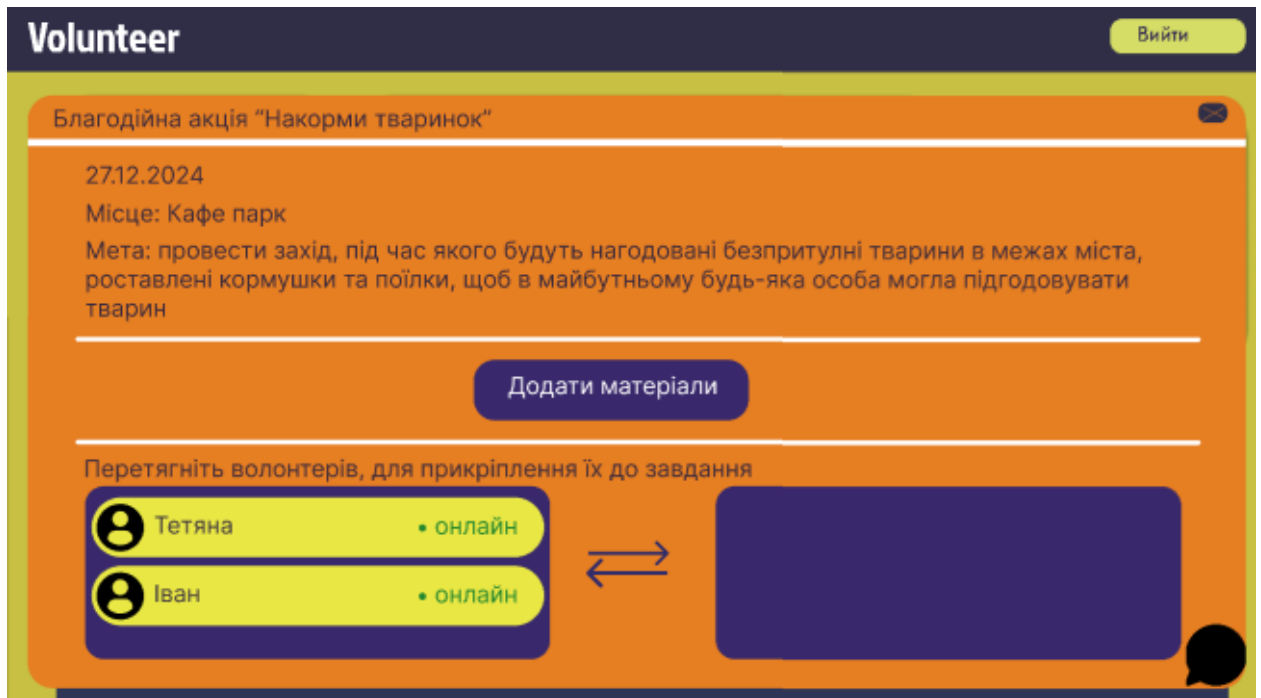 Volunteer
Вийти
Благодійна акція “Накорми тваринок”
27.12.2024
Місце: Кафе парк
Мета: провести захід, під час якого будуть нагодовані безпритулні тварини в межах міста,
роставлені кормушки та поїлки, щоб в майбутньому будь-яка особа могла підгодовувати
тварин
Додати матеріали
Перетягніть волонтерів, для прикріплення їх до завдання
Тетяна • онлайн
Іван • онлайн